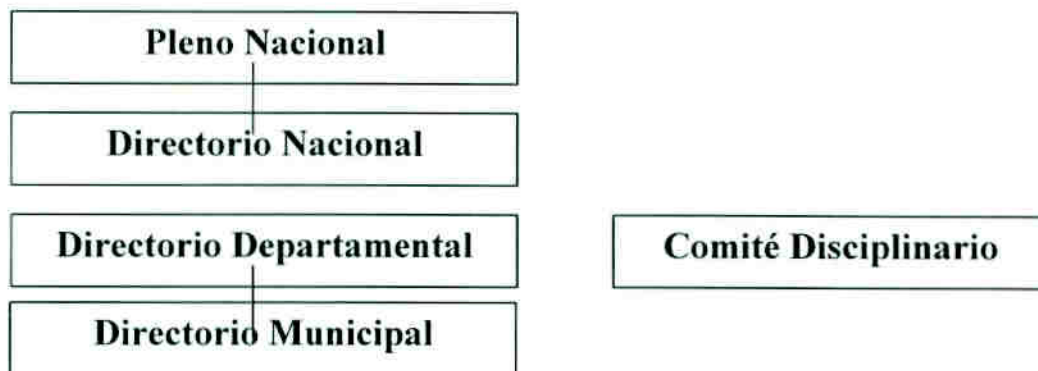 Pleno Nacional
Directorio Nacional
Directorio Departamental
Comité Disciplinario
Directorio Municipal